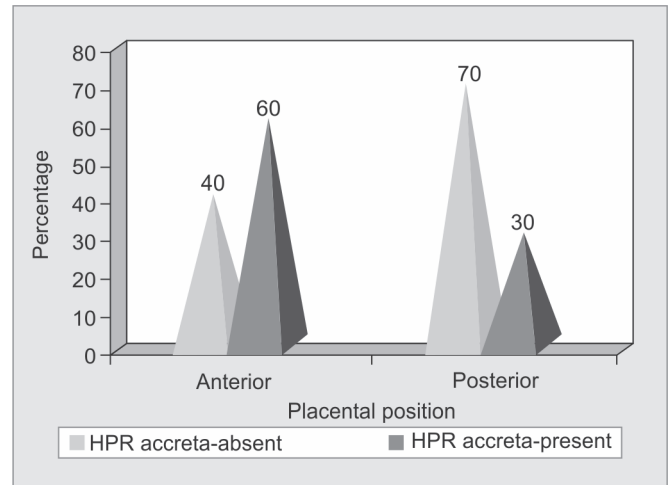 80
70
60
50
40
30
20
10
0
Percentage
40
60
70
30
Anterior
Posterior
Placental position
HPR accreta-absent
HPR accreta-present